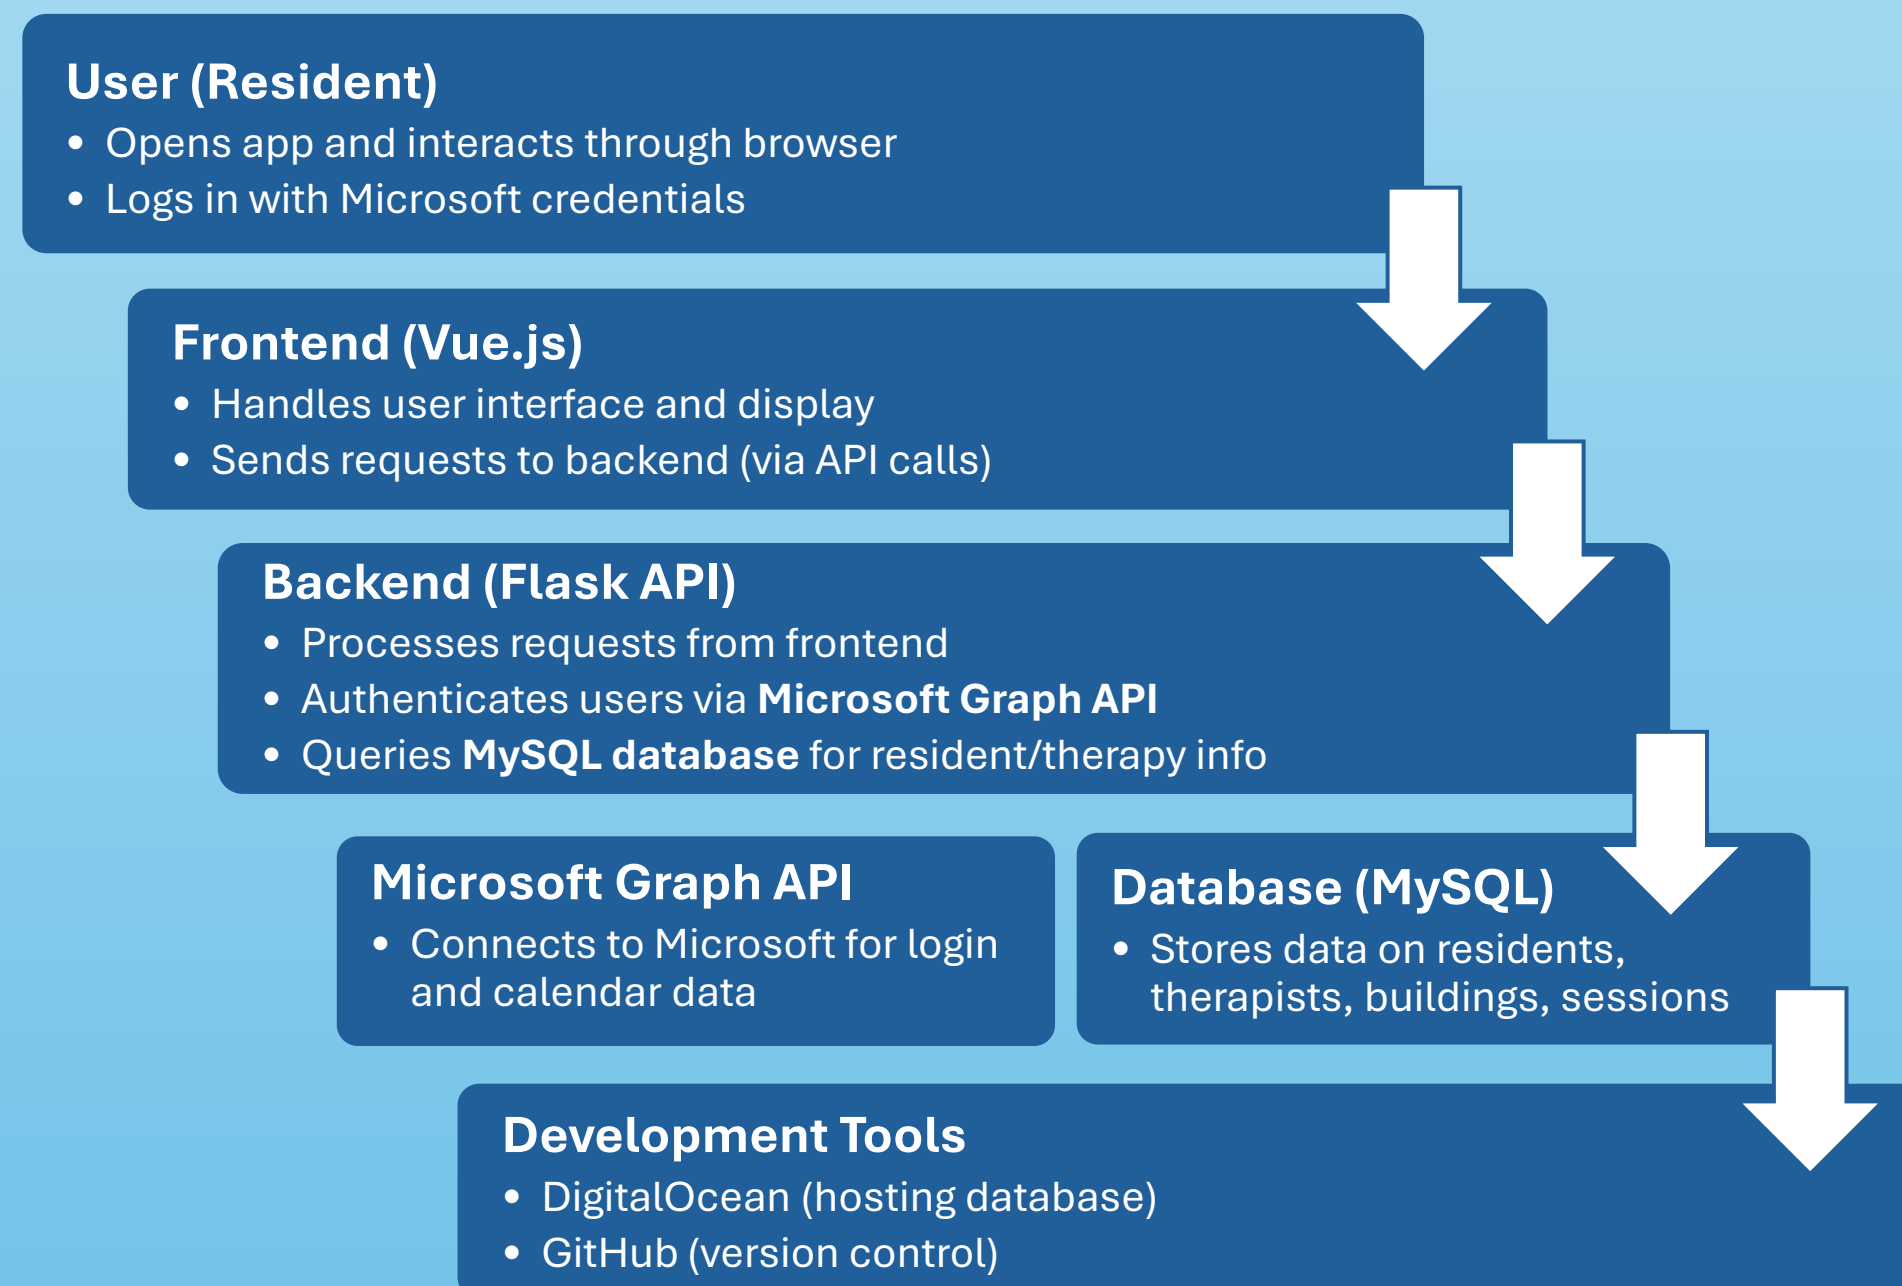 User (Resident)
• Opens app and interacts through browser
• Logs in with Microsoft credentials
Frontend (Vue.js)
• Handles user interface and display
• Sends requests to backend (via API calls)
Backend (Flask API)
• Processes requests from frontend
• Authenticates users via Microsoft Graph API
• Queries MySQL database for resident/therapy info
Microsoft Graph API
• Connects to Microsoft for login
and calendar data
Database (MySQL)
• Stores data on residents,
therapists, buildings, sessions
Development Tools
• DigitalOcean (hosting database)
• GitHub (version control)